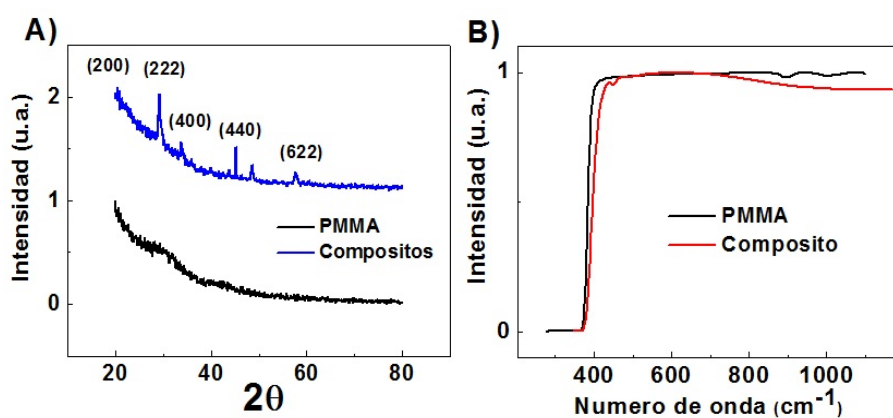 A)
(200)
(222)
(400)
(440)
(622)
2
1
0
Intensidad (u.a.)
PMMA
Compositos
20
40
60
80
2θ
B)
1
0
Intensidad (u.a.)
PMMA
Composito
400
600
800
1000
Numero de onda (cm-1)